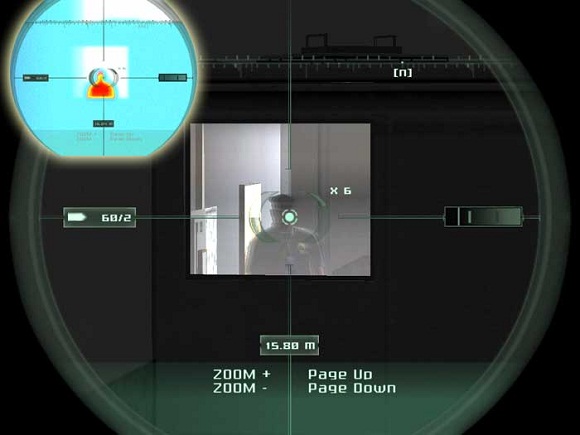 [N]
X 6
60/2
15.80 M
ZOOM + Page Up
ZOOM - Page Down